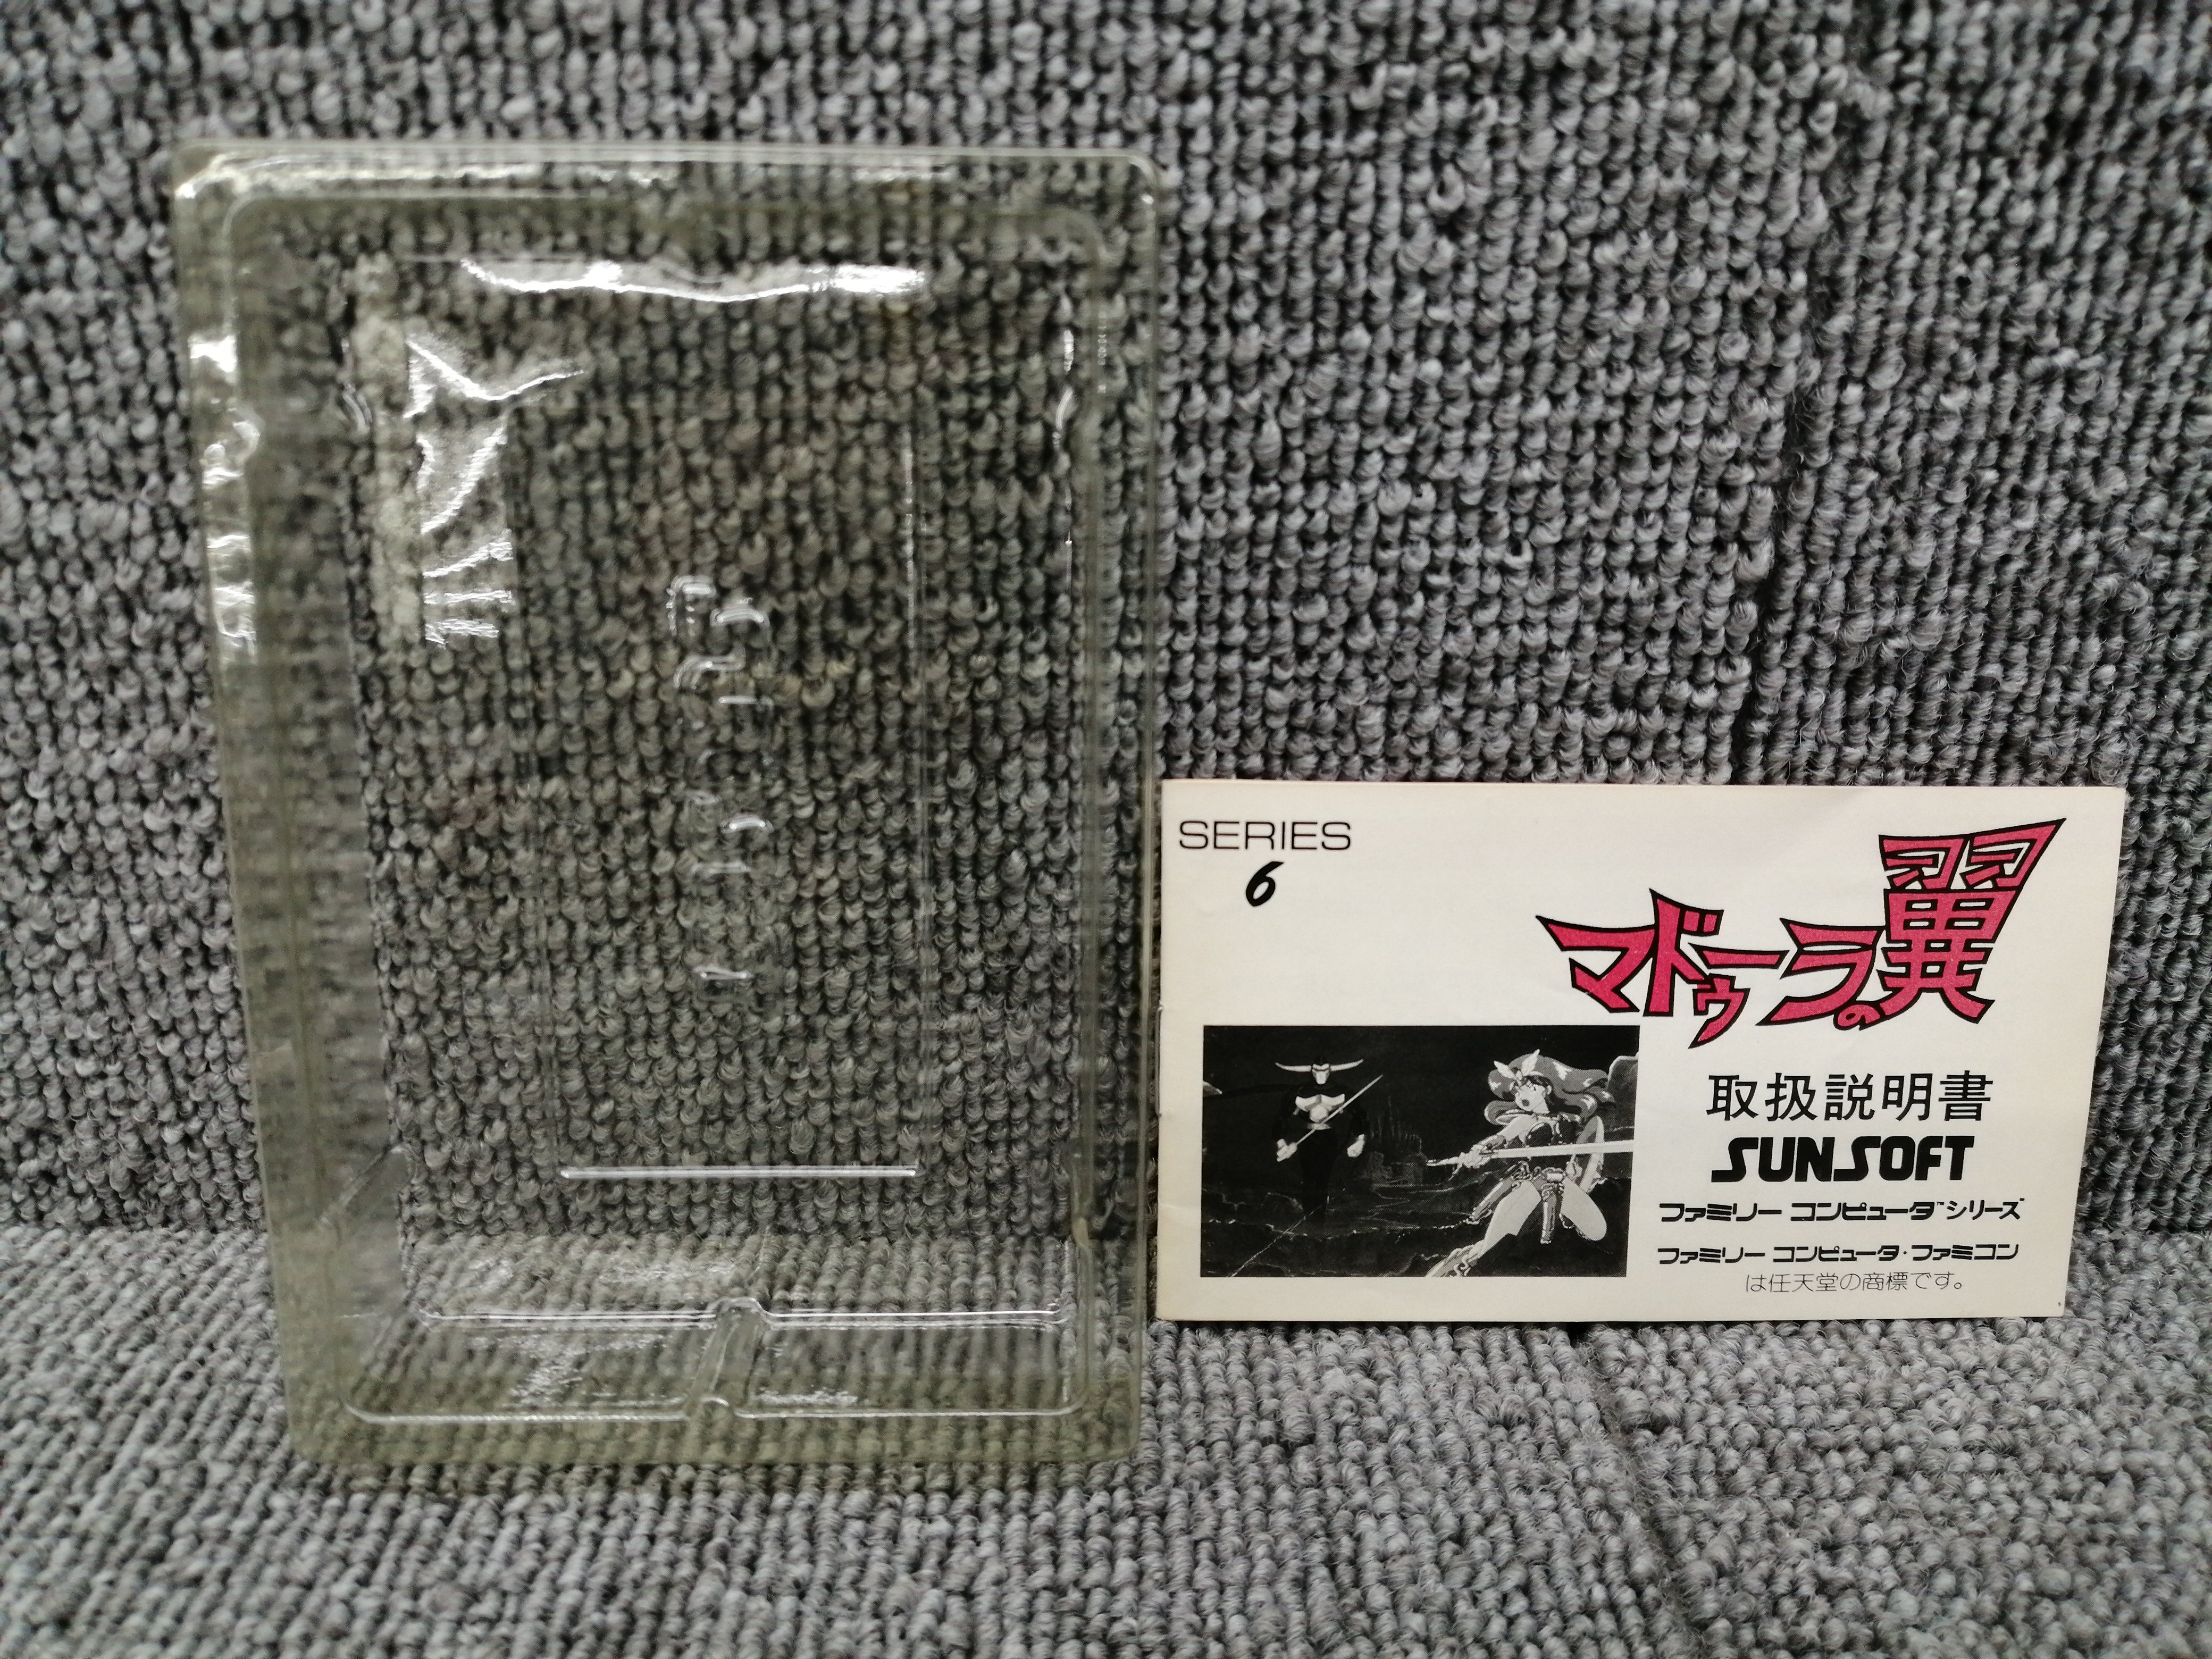 SERIES
6
マドゥーラの翼
取扱説明書
SUNSOFT
ファミリー コンピュータ™シリーズ
ファミリー コンピュータ・ファミコン
は任天堂の商標です。